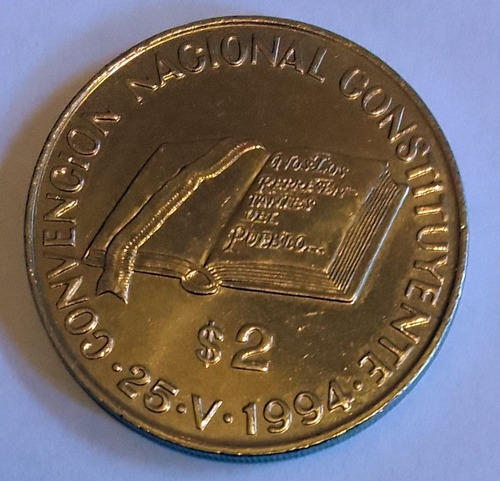 CONVENCION NACIONAL CONSTITUYENTE
NOS LOS
REPRESEN
TANTES
DEL
PUEBLO...
$2
25·V·1994